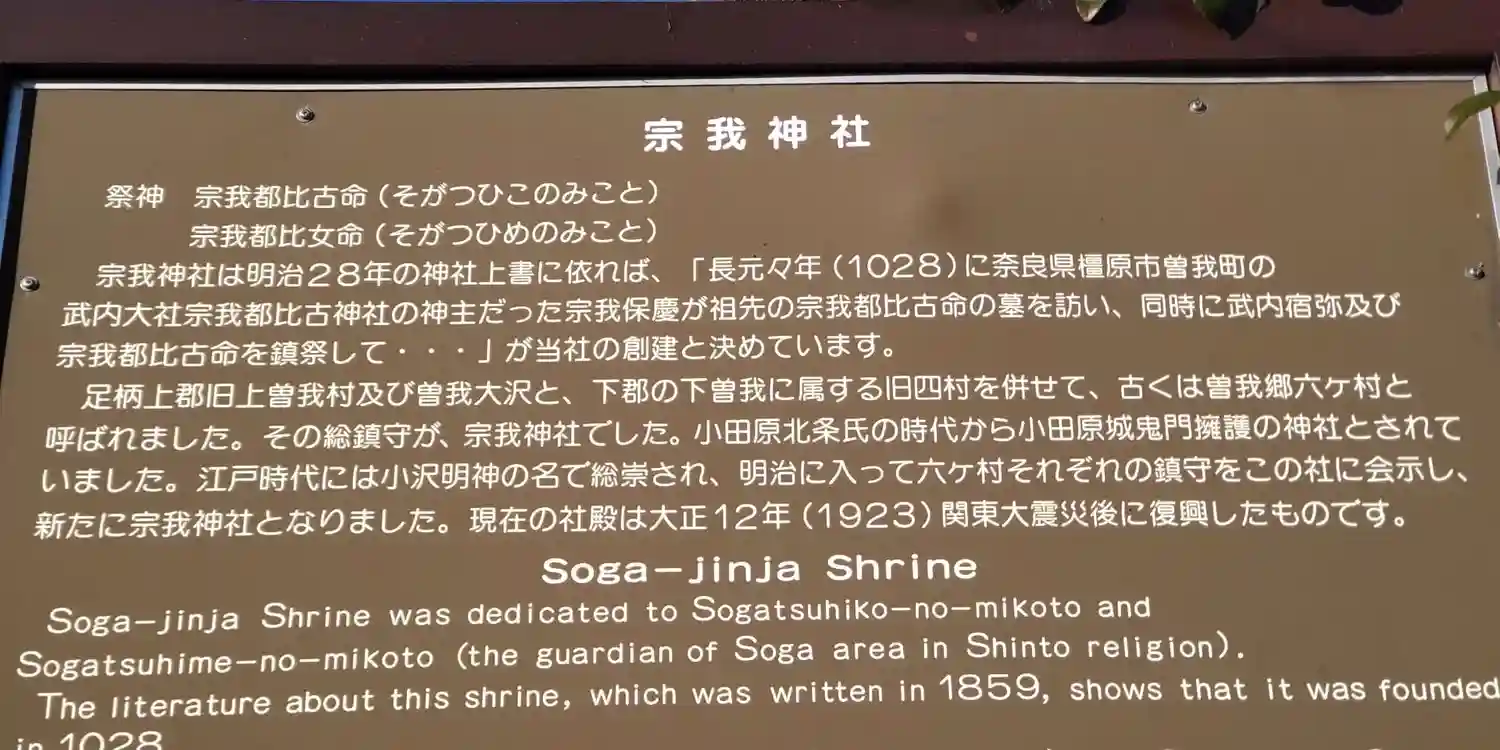 宗我神社
祭神　宗我都比古命（そがつひこのみこと）
宗我都比女命（そがつひめのみこと）
宗我神社は明治２８年の神社上書に依れば、「長元々年（1028）に奈良県橿原市曽我町の
武内大社宗我都比古神社の神主だった宗我保慶が祖先の宗我都比古命の墓を訪い、同時に武内宿弥及び
宗我都比古命を鎮祭して・・・」が当社の創建と決めています。
足柄上郡旧上曽我村及び曽我大沢と、下郡の下曽我に属する旧四村を併せて、古くは曽我郷六ケ村と
呼ばれました。その総鎮守が、宗我神社でした。小田原北条氏の時代から小田原城鬼門擁護の神社とされて
いました。江戸時代には小沢明神の名で総崇され、明治に入って六ケ村それぞれの鎮守をこの社に会示し、
新たに宗我神社となりました。現在の社殿は大正12年（1923）関東大震災後に復興したものです。
Soga-jinja Shrine
Soga-jinja Shrine was dedicated to Sogatsuhiko-no-mikoto and
Sogatsuhime-no-mikoto (the guardian of Soga area in Shinto religion).
The literature about this shrine, which was written in 1859, shows that it was founded
in 1028